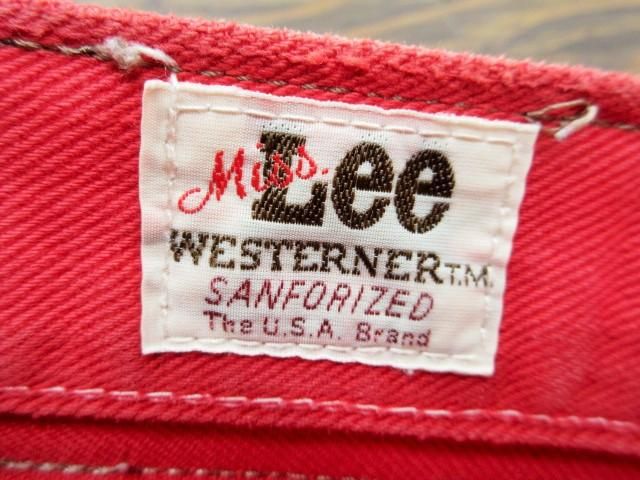 Miss. Lee
WESTERNER T.M.
SANFORIZED
The U.S.A. Brand